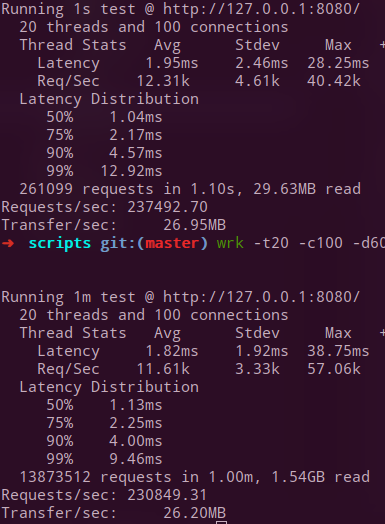 Running 1s test @ http://127.0.0.1:8080/
20 threads and 100 connections
Thread Stats Avg Stdev Max +
Latency 1.95ms 2.46ms 28.25ms
Req/Sec 12.31k 4.61k 40.42k
Latency Distribution
50% 1.04ms
75% 2.17ms
90% 4.57ms
99% 12.92ms
261099 requests in 1.10s, 29.63MB read
Requests/sec: 237492.70
Transfer/sec: 26.95MB
➜ scripts git:(master) wrk -t20 -c100 -d60
Running 1m test @ http://127.0.0.1:8080/
20 threads and 100 connections
Thread Stats Avg Stdev Max +
Latency 1.82ms 1.92ms 38.75ms
Req/Sec 11.61k 3.33k 57.06k
Latency Distribution
50% 1.13ms
75% 2.25ms
90% 4.00ms
99% 9.46ms
13873512 requests in 1.00m, 1.54GB read
Requests/sec: 230849.31
Transfer/sec: 26.20MB